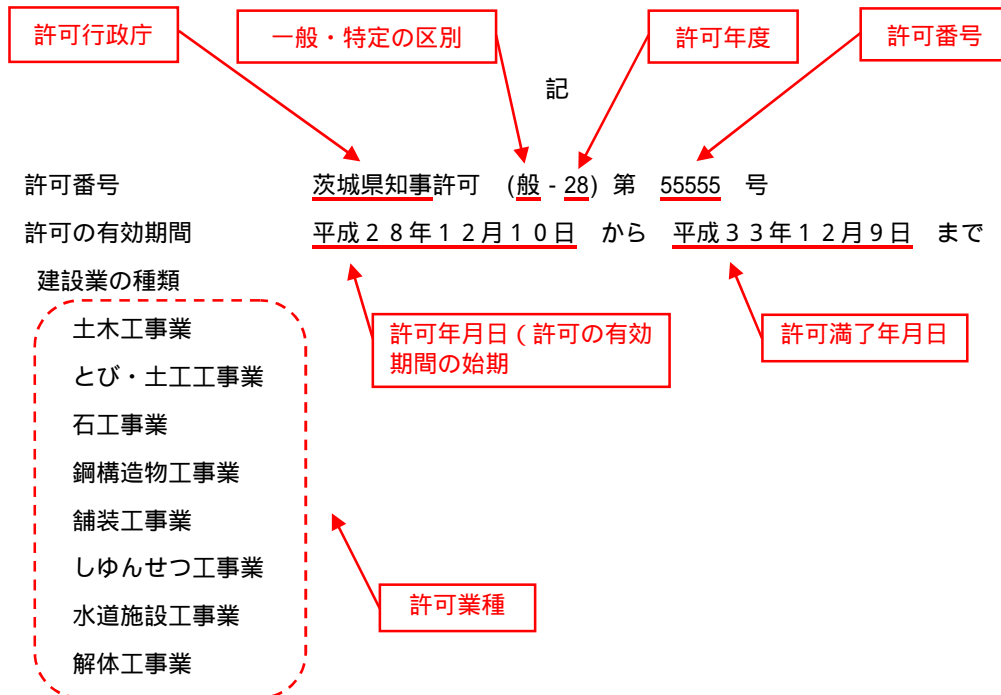 許可行政庁 一般・特定の区別 許可年度 許可番号
記
許可番号 茨城県知事許可 (般 - 28) 第 55555 号
許可の有効期間 平成28年12月10日 から 平成33年12月9日 まで
建設業の種類
土木工事業
とび・土工工事業
石工事業
鋼構造物工事業
舗装工事業
しゆんせつ工事業
水道施設工事業
解体工事業
許可年月日(許可の有効
期間の始期
許可満了年月日
許可業種